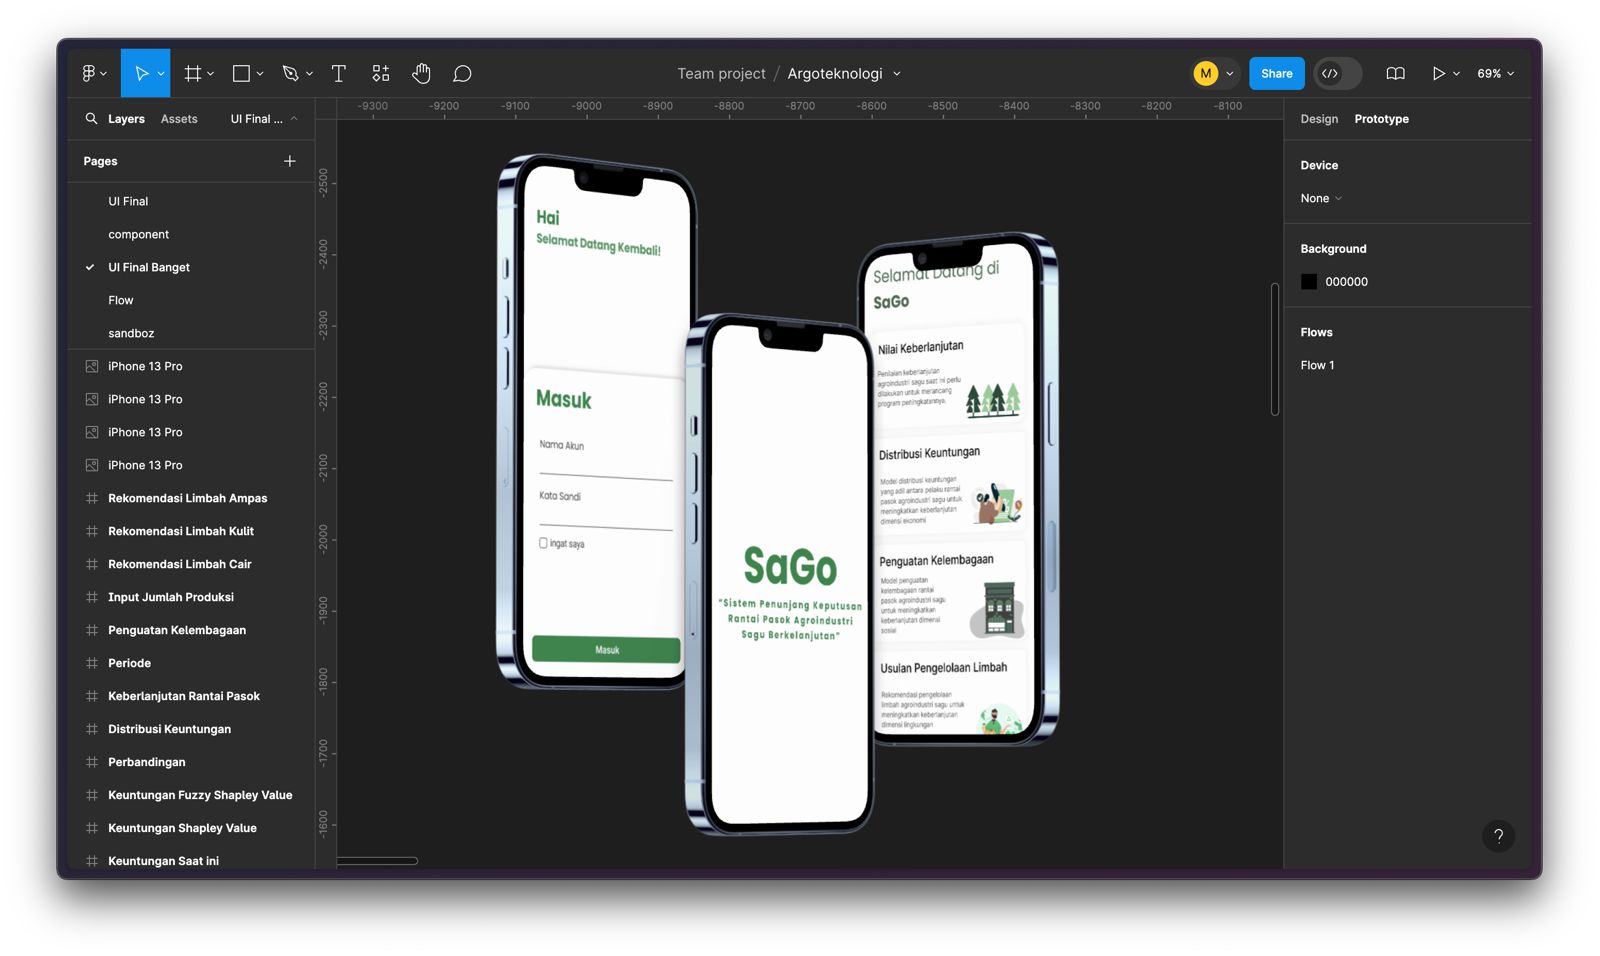 Team project / Argoteknologi
M
Share
69%
Layers
Assets
UI Final ...
Pages
UI Final
component
UI Final Banget
Flow
sandboz
iPhone 13 Pro
iPhone 13 Pro
iPhone 13 Pro
iPhone 13 Pro
Rekomendasi Limbah Ampas
Rekomendasi Limbah Kulit
Rekomendasi Limbah Cair
Input Jumlah Produksi
Penguatan Kelembagaan
Periode
Keberlanjutan Rantai Pasok
Distribusi Keuntungan
Perbandingan
Keuntungan Fuzzy Shapley Value
Keuntungan Shapley Value
Keuntungan Saat ini
-9300 -9200 -9100 -9000 -8900 -8800 -8700 -8600 -8500 -8400 -8300 -8200 -8100
-2500
-2400
-2300
-2200
-2100
-2000
-1900
-1800
-1700
-1600
Hai
Selamat Datang Kembali!
Masuk
Nama Akun
Kata Sandi
ingat saya
Masuk
SaGo
"Sistem Penunjang Keputusan
Rantai Pasok Agroindustri
Sagu Berkelanjutan"
Selamat Datang di
SaGo
Nilai Keberlanjutan
Penilaian keberlanjutan
agroindustri sagu saat ini perlu
dilakukan untuk merancang
program peningkatannya.
Distribusi Keuntungan
Model distribusi keuntungan
yang adil antara pelaku rantai
pasok agroindustri sagu untuk
meningkatkan keberlanjutan
dimensi ekonomi
Penguatan Kelembagaan
Model penguatan
kelembagaan rantai
pasok agroindustri sagu
untuk meningkatkan
keberlanjutan dimensi
sosial
Usulan Pengelolaan Limbah
Rekomendasi pengelolaan
limbah agroindustri sagu untuk
meningkatkan keberlanjutan
dimensi lingkungan
Design
Prototype
Device
None
Background
000000
Flows
Flow 1
?